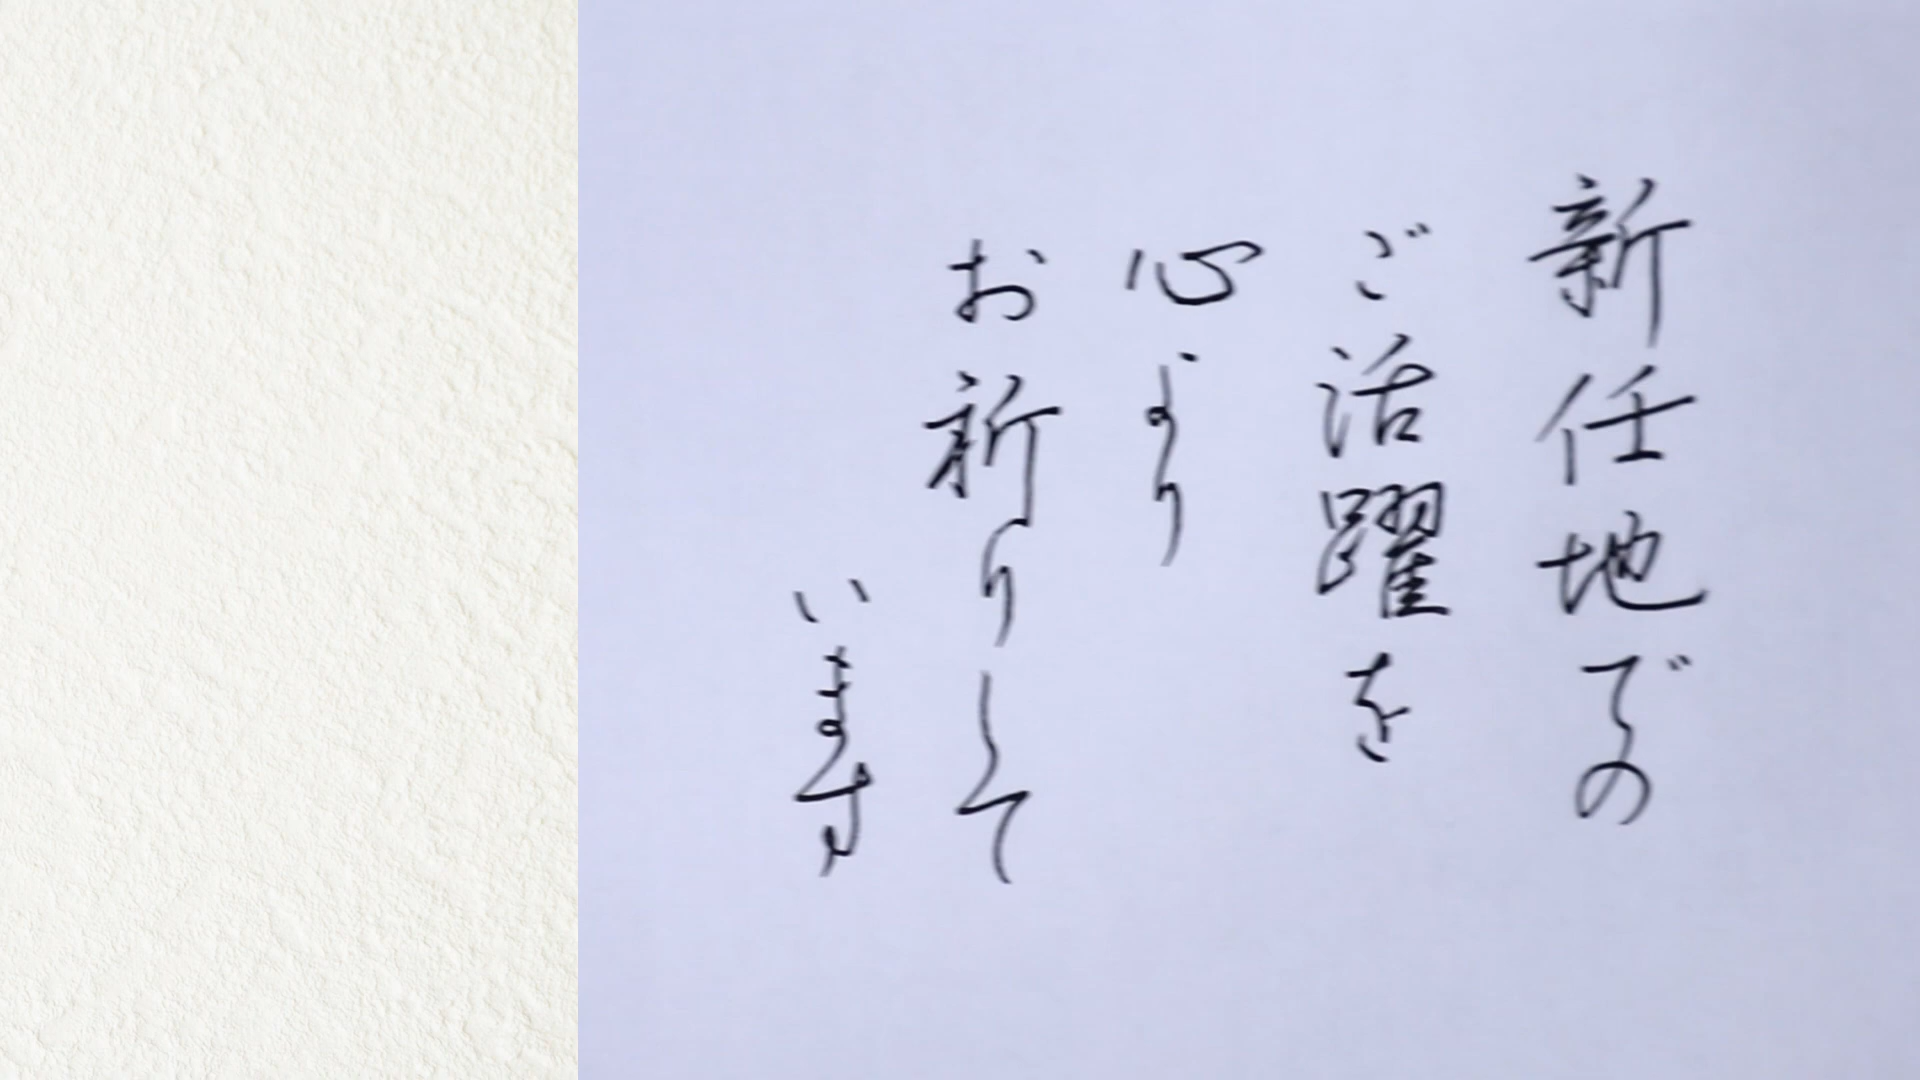 新任地での
ご活躍を
心より
お祈りして
います